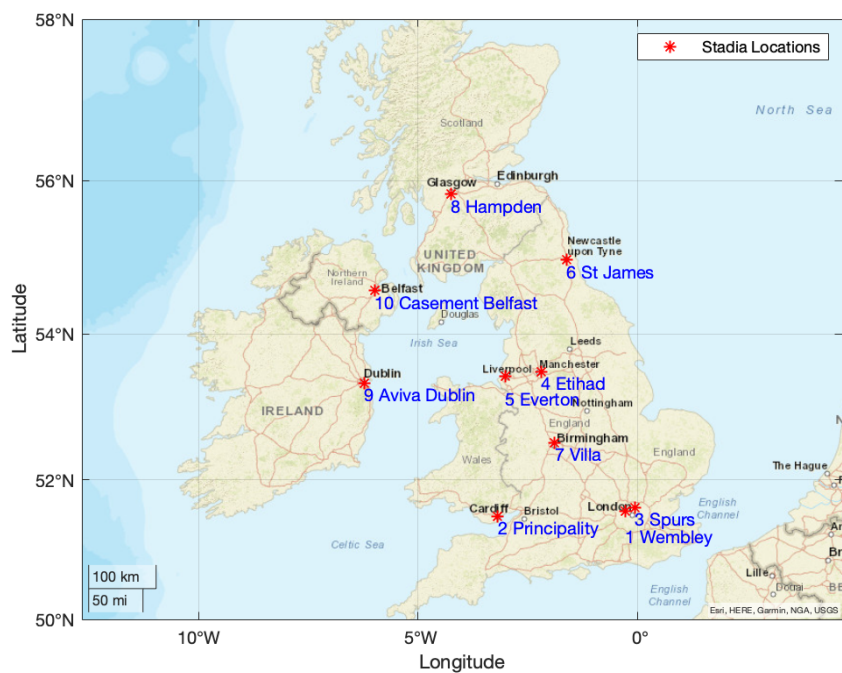 58°N
Stadia Locations
North Sea
Scotland
56°N
Glasgow
Edinburgh
8 Hampden
Newcastle
upon Tyne
UNITED
KINGDOM
6 St James
Northern
Ireland
Belfast
10 Casement Belfast
Douglas
54°N
Irish Sea
Leeds
Dublin
Liverpool
Manchester
4 Etihad
9 Aviva Dublin
5 Everton
Nottingham
IRELAND
England
Birmingham
7 Villa
Wales
England
The Hague
52°N
Cardiff
Bristol
London
English
Channel
3 Spurs
2 Principality
1 Wembley
Celtic Sea
100 km
50 mi
Lille
Douai
English
Channel
50°N
Esri, HERE, Garmin, NGA, USGS
10°W
5°W
0°
Longitude
Latitude